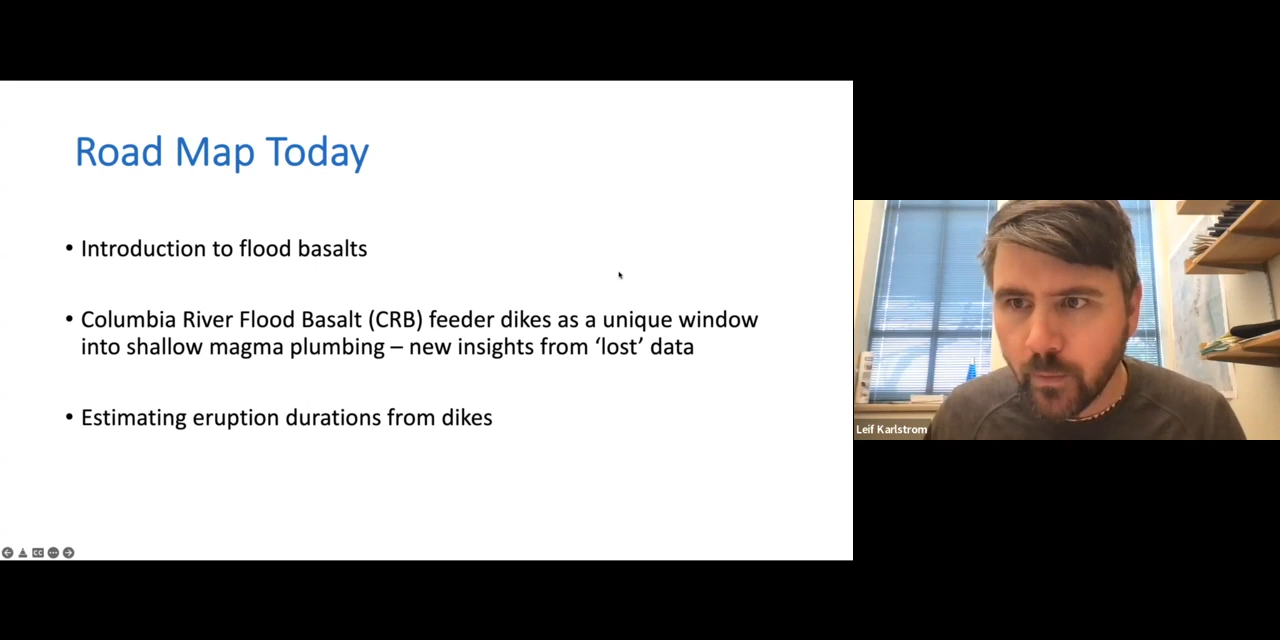 Road Map Today
• Introduction to flood basalts
• Columbia River Flood Basalt (CRB) feeder dikes as a unique window
into shallow magma plumbing – new insights from ‘lost’ data
• Estimating eruption durations from dikes
Leif Karlstrom